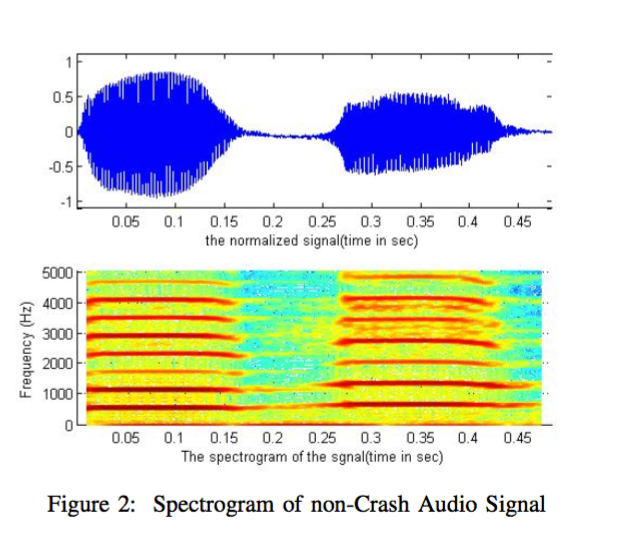 1
0.5
0
-0.5
-1
0.05 0.1 0.15 0.2 0.25 0.3 0.35 0.4 0.45
the normalized signal(time in sec)
5000
4000
3000
2000
1000
0
Frequency (Hz)
0.05 0.1 0.15 0.2 0.25 0.3 0.35 0.4 0.45
The spectrogram of the sgnal(time in sec)
Figure 2: Spectrogram of non-Crash Audio Signal